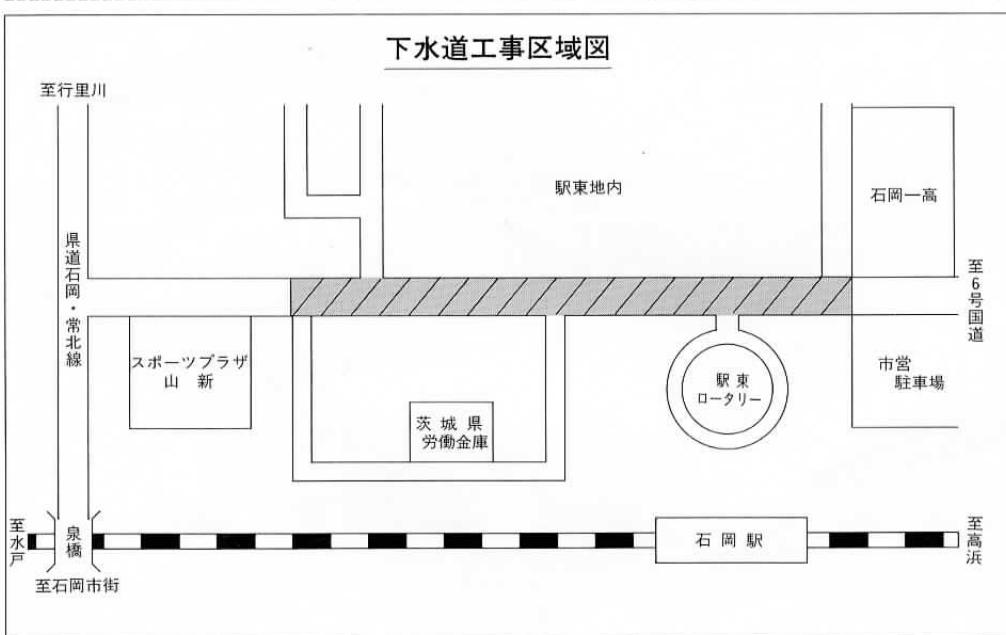 下水道工事区域図
至行里川
駅東地内
石岡一高
県道石岡・常北線
至6号国道
スポーツプラザ
山新
茨城県
労働金庫
駅東
ロータリー
市営
駐車場
至水戸
泉橋
石岡駅
至高浜
至石岡市街